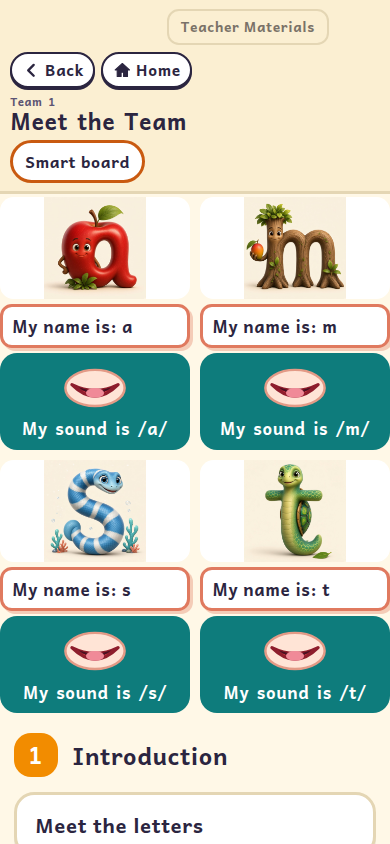 Teacher Materials
Back
Home
Team 1
Meet the Team
Smart board
a
m
My name is: a
My name is: m
My sound is /a/
My sound is /m/
s
t
My name is: s
My name is: t
My sound is /s/
My sound is /t/
1
Introduction
Meet the letters